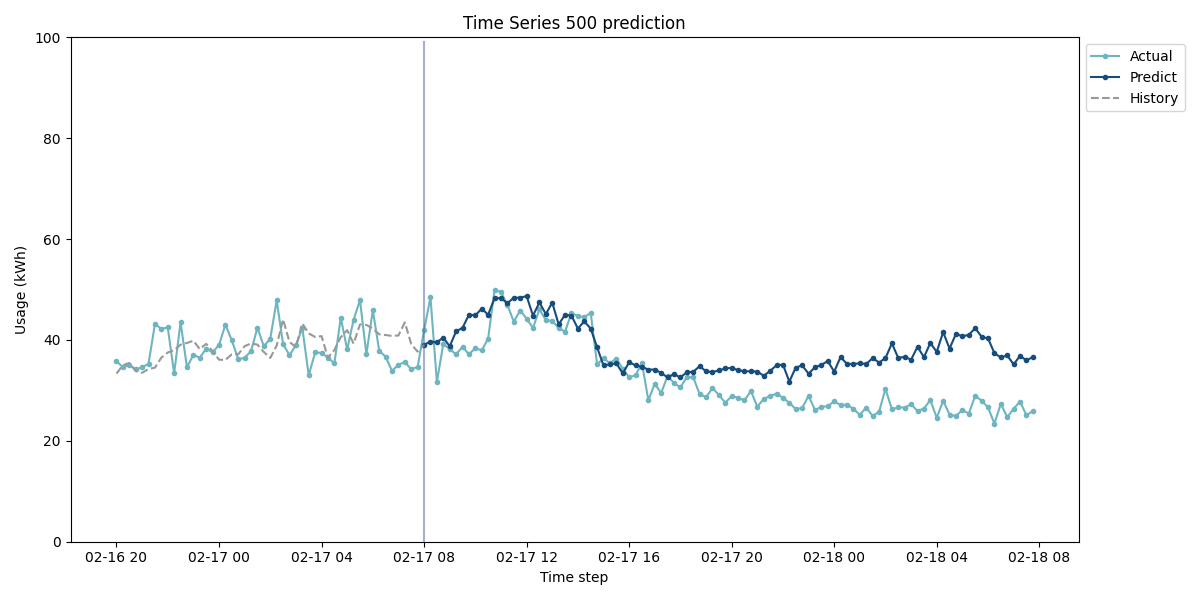 Time Series 500 prediction
Actual
Predict
History
100
80
60
40
20
0
Usage (kWh)
02-16 20
02-17 00
02-17 04
02-17 08
02-17 12
02-17 16
02-17 20
02-18 00
02-18 04
02-18 08
Time step